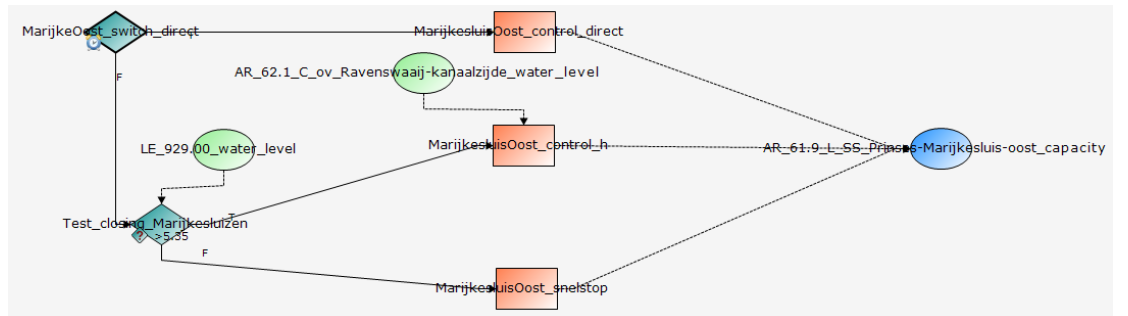 MarijkeOost_switch_direct
MarijkesluisOost_control_direct
F
AR_62.1_C_ov_Ravenswaaij-kanaalzijde_water_level
LE_929.00_water_level
MarijkesluisOost_control_h
AR_61.9_L_SS_Prinses-Marijkesluis-oost_capacity
T
Test_closing_Marijkesluizen
? >5.35
F
MarijkesluisOost_snelstop